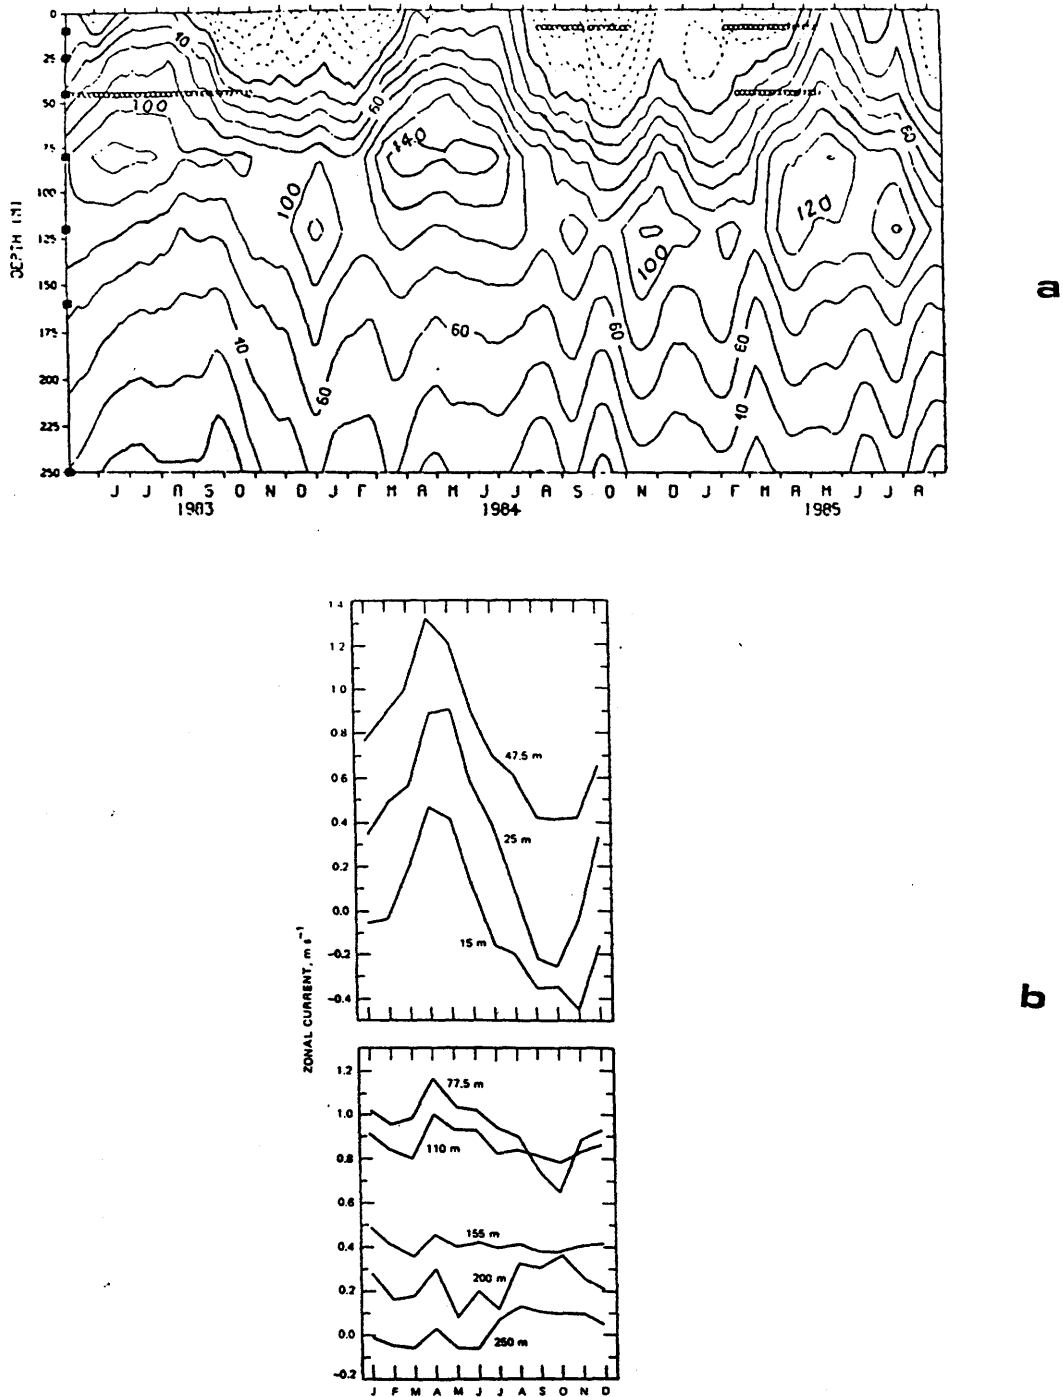 0
25
50
75
100
125
150
175
200
225
250
DEPTH (M)
10
100
60
140
100
60
120
100
40
60
60
60
60
40
J J A S O N D J F M A M J J A S O N D J F M A M J J A
1983 1984 1985
a
1.4
1.2
1.0
0.8
0.6
0.4
0.2
0.0
-0.2
-0.4
47.5 m
25 m
15 m
ZONAL CURRENT, m s⁻¹
b
1.2
1.0
0.8
0.6
0.4
0.2
0.0
-0.2
77.5 m
110 m
155 m
200 m
250 m
J F M A M J J A S O N D